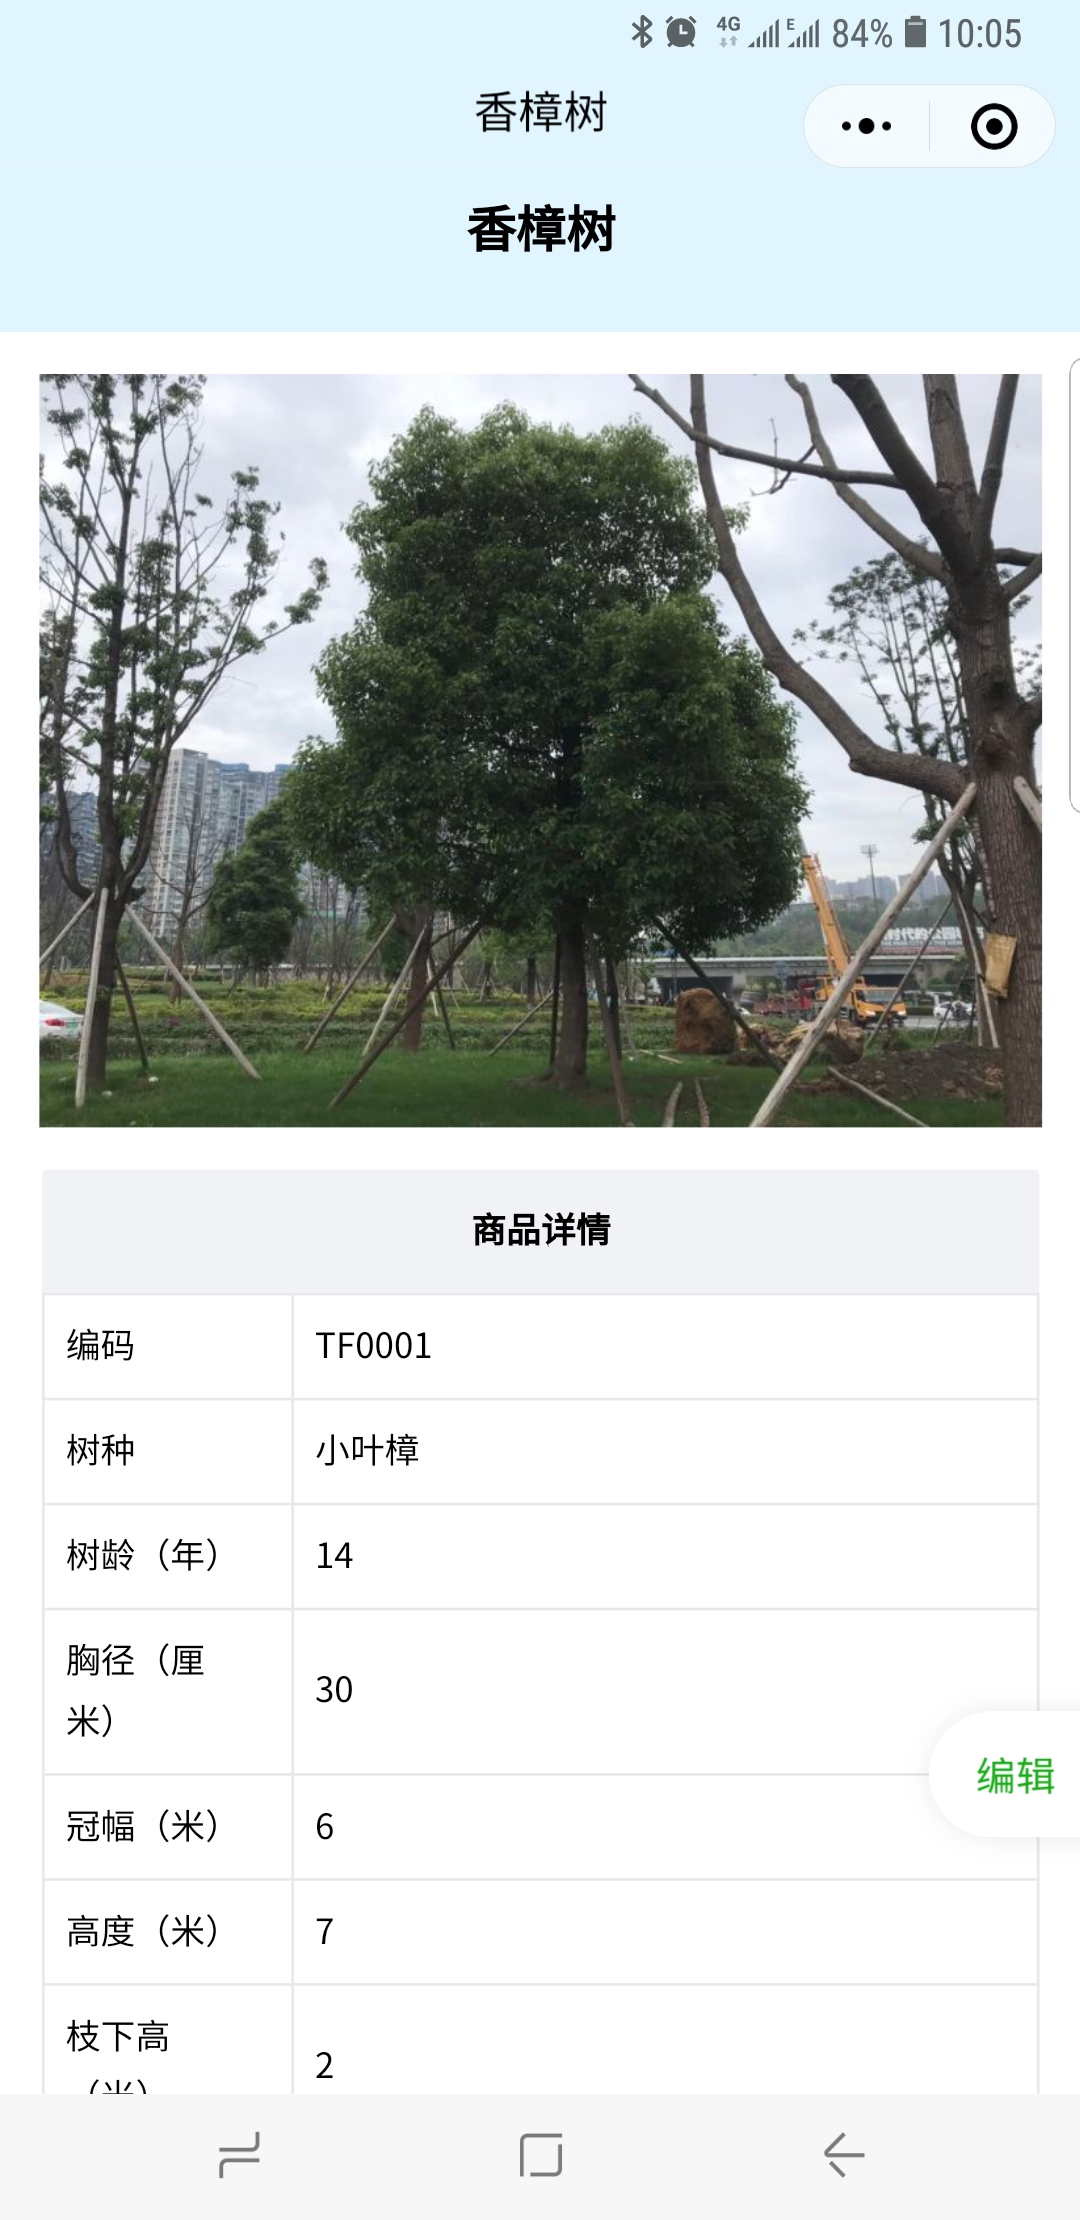 4G E 84% 10:05
香樟树
香樟树
时代的公园
商品详情
编码 TF0001
树种 小叶樟
树龄（年） 14
胸径（厘
米） 30
冠幅（米） 6
编辑
高度（米） 7
枝下高
（米） 2